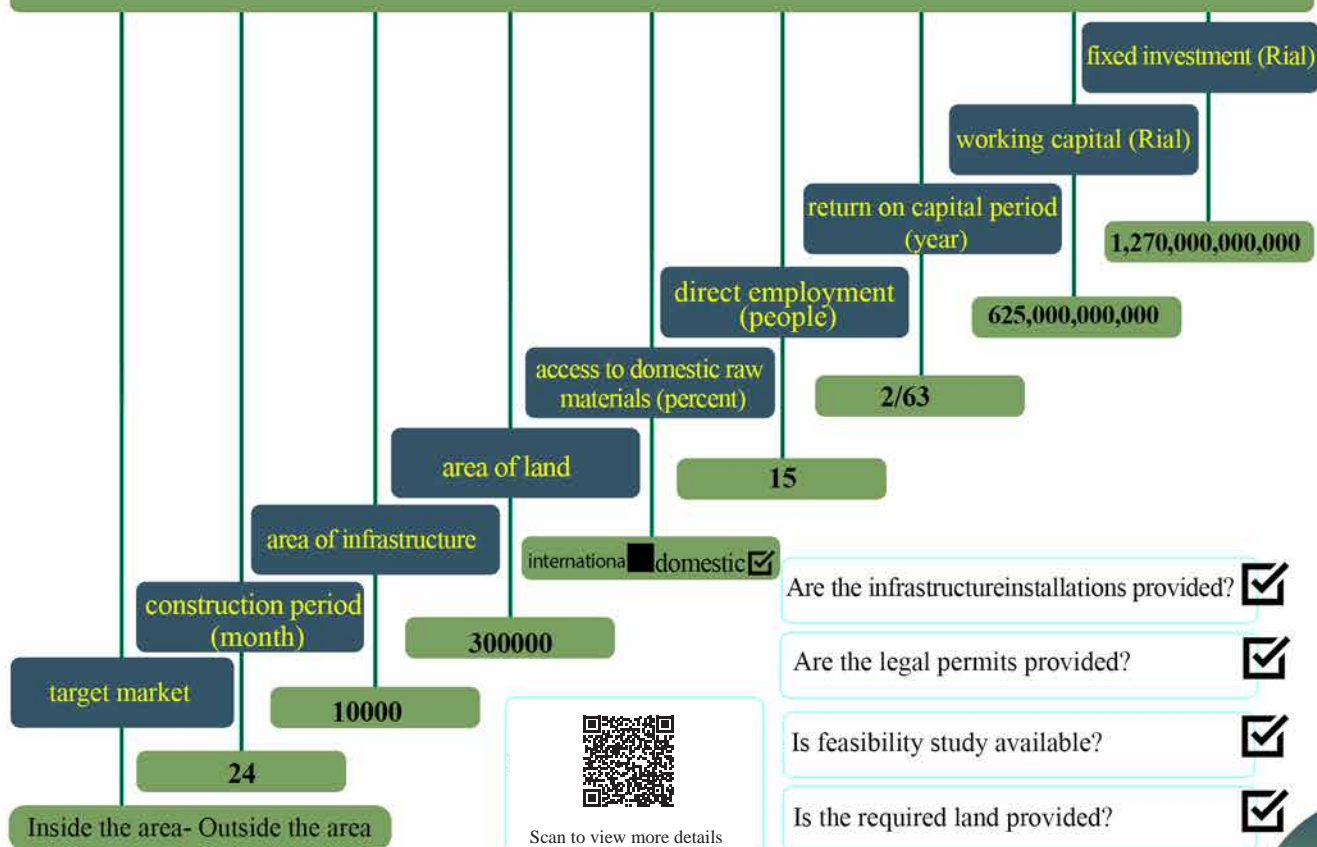 fixed investment (Rial)
1,270,000,000,000
working capital (Rial)
625,000,000,000
return on capital period
(year)
2/63
direct employment
(people)
15
access to domestic raw
materials (percent)
internationa domestic
area of land
300000
area of infrastructure
10000
construction period
(month)
24
target market
Inside the area- Outside the area
Scan to view more details
Are the infrastructureinstallations provided?
Are the legal permits provided?
Is feasibility study available?
Is the required land provided?